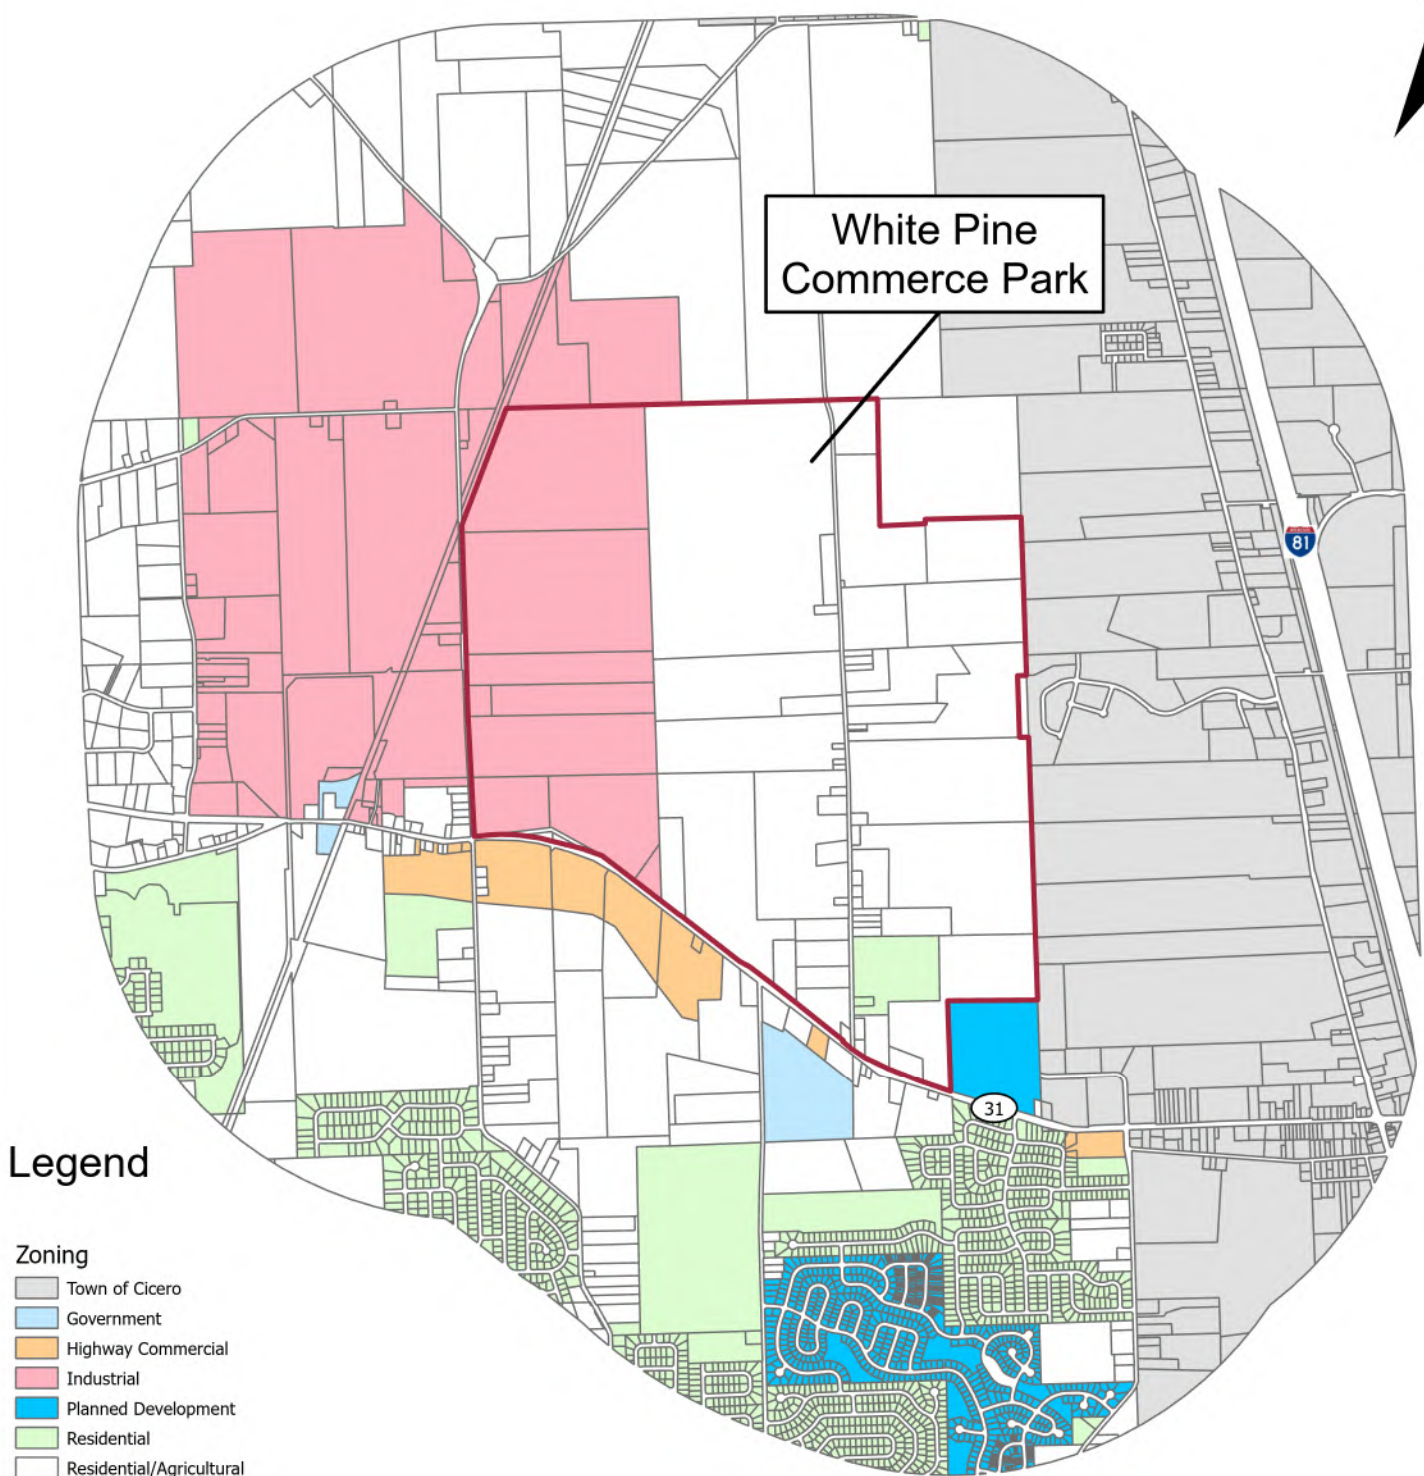 White Pine
Commerce Park
81
31
Legend
Zoning
Town of Cicero
Government
Highway Commercial
Industrial
Planned Development
Residential
Residential/Agricultural